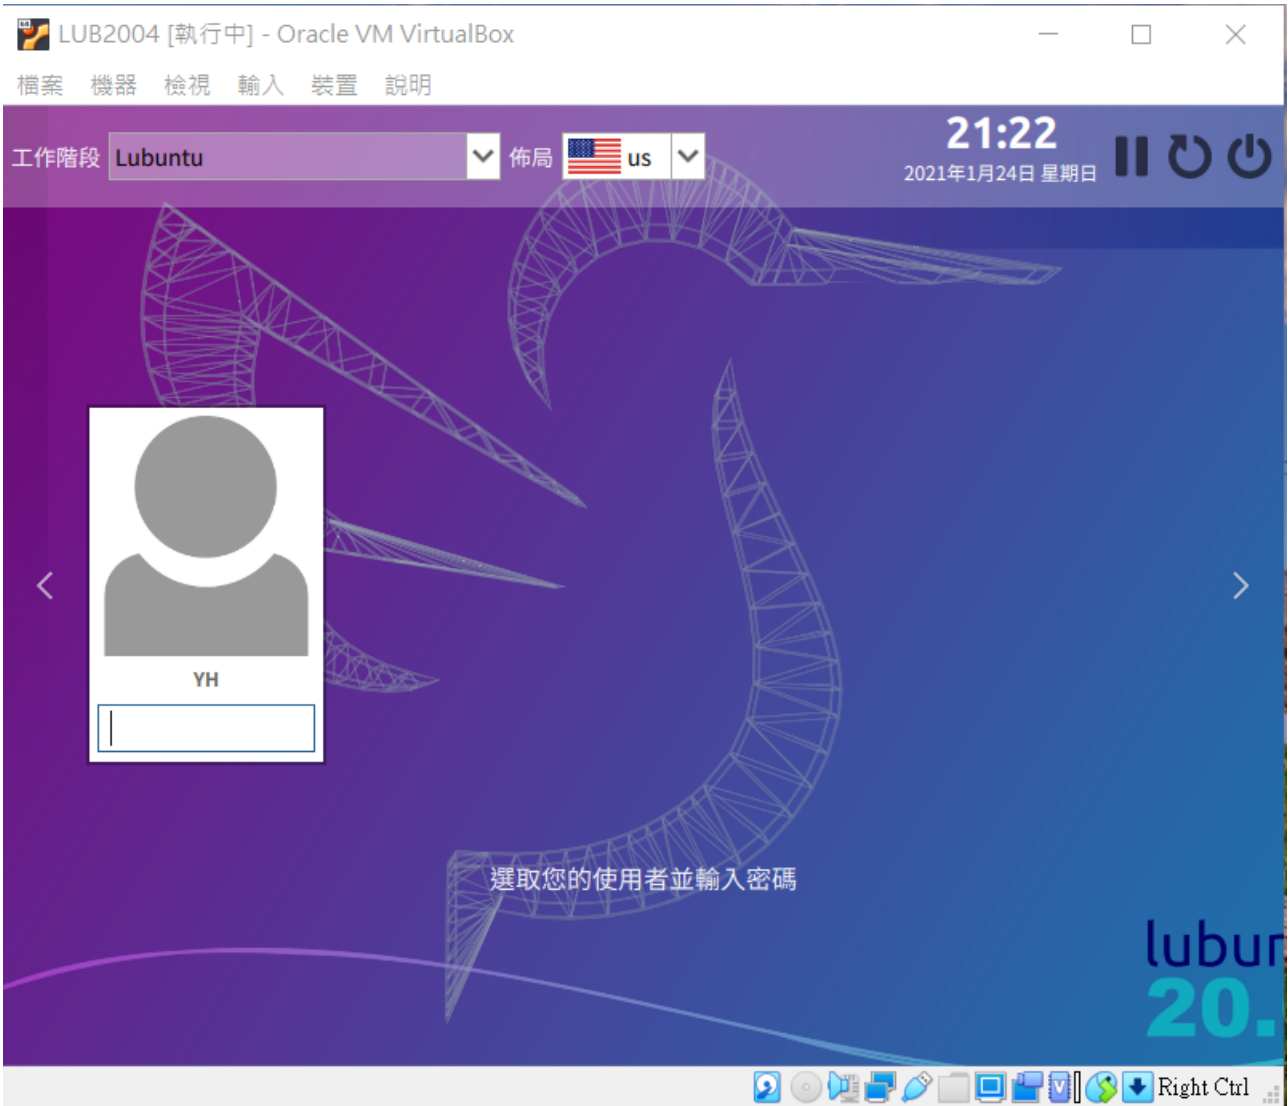 LUB2004 [執行中] - Oracle VM VirtualBox
檔案 機器 檢視 輸入 裝置 說明
工作階段 Lubuntu 佈局 us
21:22
2021年1月24日 星期日
YH
選取您的使用者並輸入密碼
lubur
20.
Right Ctrl